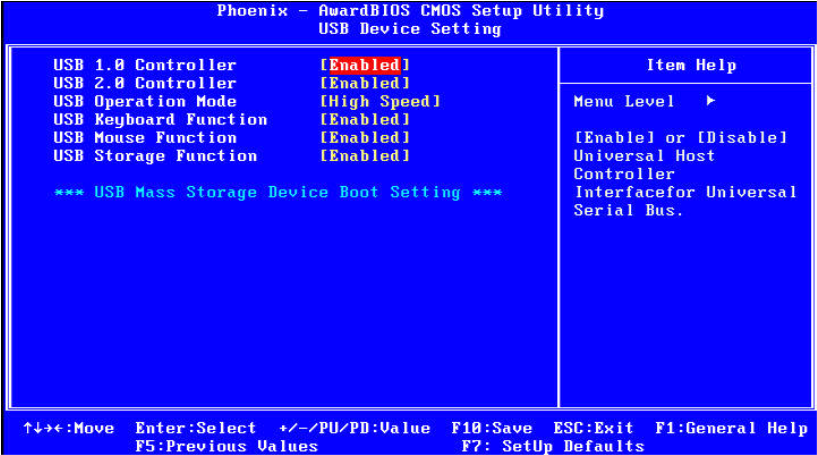 Phoenix - AwardBIOS CMOS Setup Utility
USB Device Setting
USB 1.0 Controller [Enabled]
USB 2.0 Controller [Enabled]
USB Operation Mode [High Speed]
USB Keyboard Function [Enabled]
USB Mouse Function [Enabled]
USB Storage Function [Enabled]
*** USB Mass Storage Device Boot Setting ***
Item Help
Menu Level ►
[Enable] or [Disable]
Universal Host
Controller
Interfacefor Universal
Serial Bus.
↑↓→←:Move Enter:Select +/-/PU/PD:Value F10:Save ESC:Exit F1:General Help
F5:Previous Values F7: SetUp Defaults